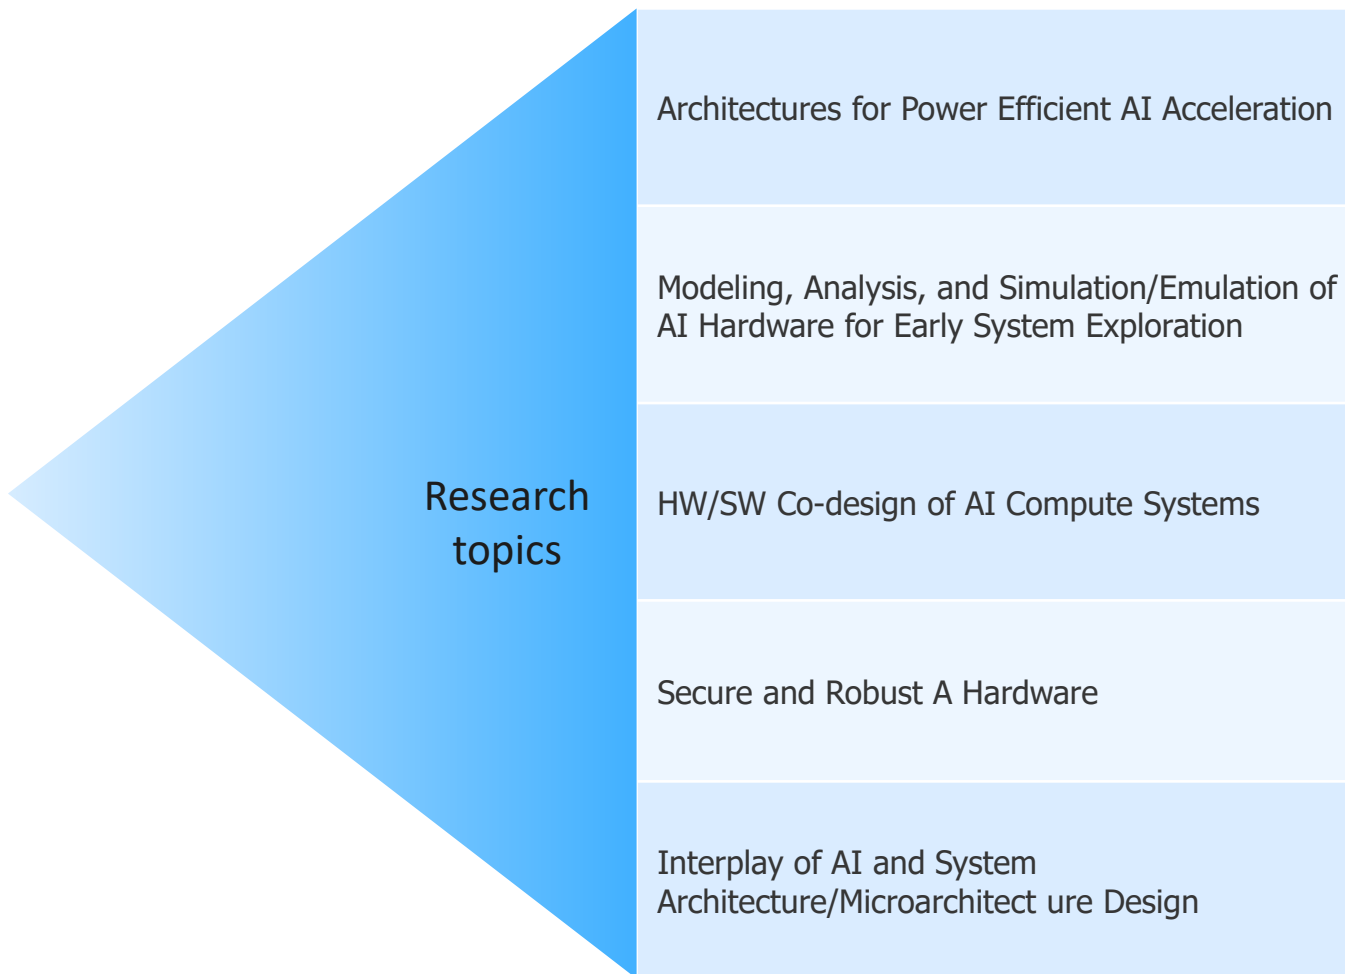 Architectures for Power Efficient AI Acceleration
Modeling, Analysis, and Simulation/Emulation of
AI Hardware for Early System Exploration
Research
topics
HW/SW Co-design of AI Compute Systems
Secure and Robust A Hardware
Interplay of AI and System
Architecture/Microarchitect ure Design